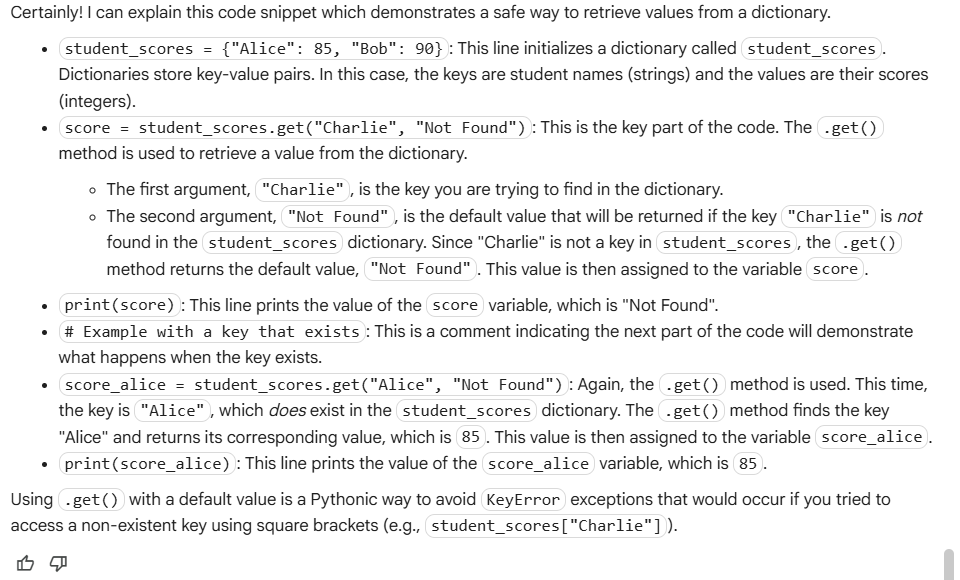 Certainly! I can explain this code snippet which demonstrates a safe way to retrieve values from a dictionary.
• student_scores = {"Alice": 85, "Bob": 90}: This line initializes a dictionary called student_scores.
Dictionaries store key-value pairs. In this case, the keys are student names (strings) and the values are their scores
(integers).
• score = student_scores.get("Charlie", "Not Found"): This is the key part of the code. The .get()
method is used to retrieve a value from the dictionary.
◦ The first argument, "Charlie", is the key you are trying to find in the dictionary.
◦ The second argument, "Not Found", is the default value that will be returned if the key "Charlie" is not
found in the student_scores dictionary. Since "Charlie" is not a key in student_scores, the .get()
method returns the default value, "Not Found". This value is then assigned to the variable score.
• print(score): This line prints the value of the score variable, which is "Not Found".
• # Example with a key that exists: This is a comment indicating the next part of the code will demonstrate
what happens when the key exists.
• score_alice = student_scores.get("Alice", "Not Found"): Again, the .get() method is used. This time,
the key is "Alice", which does exist in the student_scores dictionary. The .get() method finds the key
"Alice" and returns its corresponding value, which is 85. This value is then assigned to the variable score_alice.
• print(score_alice): This line prints the value of the score_alice variable, which is 85.
Using .get() with a default value is a Pythonic way to avoid KeyError exceptions that would occur if you tried to
access a non-existent key using square brackets (e.g., student_scores["Charlie"]).